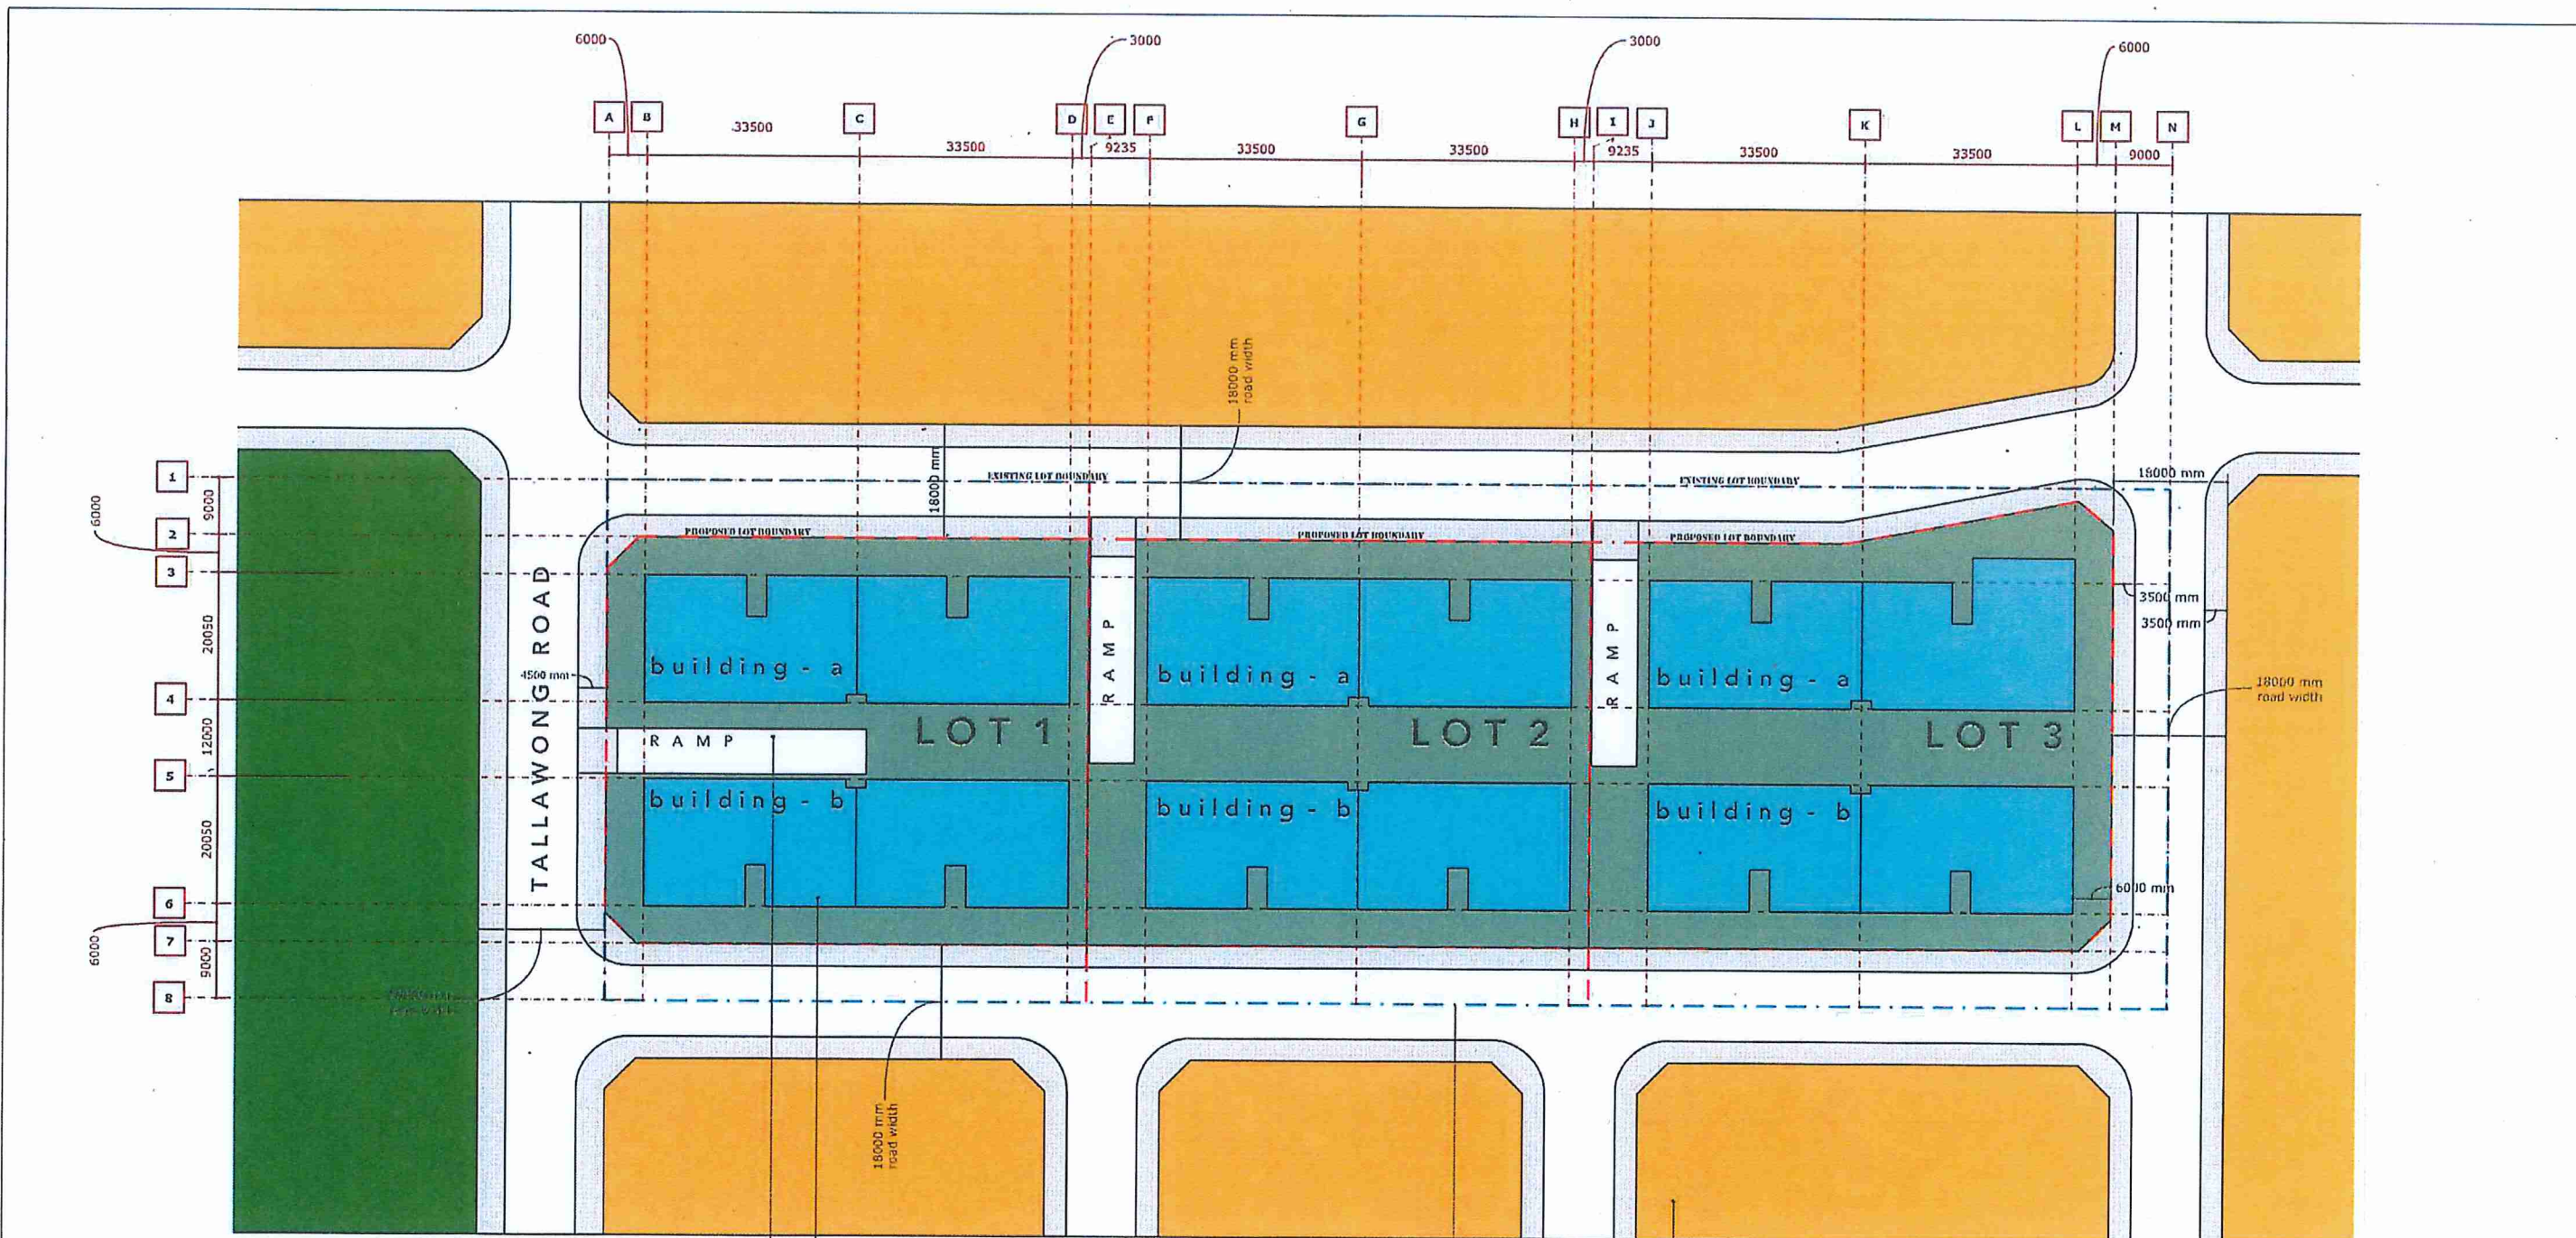 6000
3000
3000
6000
A
B
33500
C
33500
D
E
F
9235
33500
G
33500
H
I
J
9235
33500
K
33500
L
M
N
9000
18000 mm
road width
1
9000
6000
2
3
20050
4
12000
5
20050
6
6000
7
9000
8
EXISTING LOT BOUNDARY
EXISTING LOT BOUNDARY
18000 mm
18000 mm
PROPOSED LOT BOUNDARY
PROPOSED LOT BOUNDARY
PROPOSED LOT BOUNDARY
TALLAWONG ROAD
3500 mm
3500 mm
RAMP
RAMP
building - a
building - a
building - a
4500 mm
18000 mm
road width
LOT 1
LOT 2
LOT 3
RAMP
building - b
building - b
building - b
6000 mm
18000 mm
road width